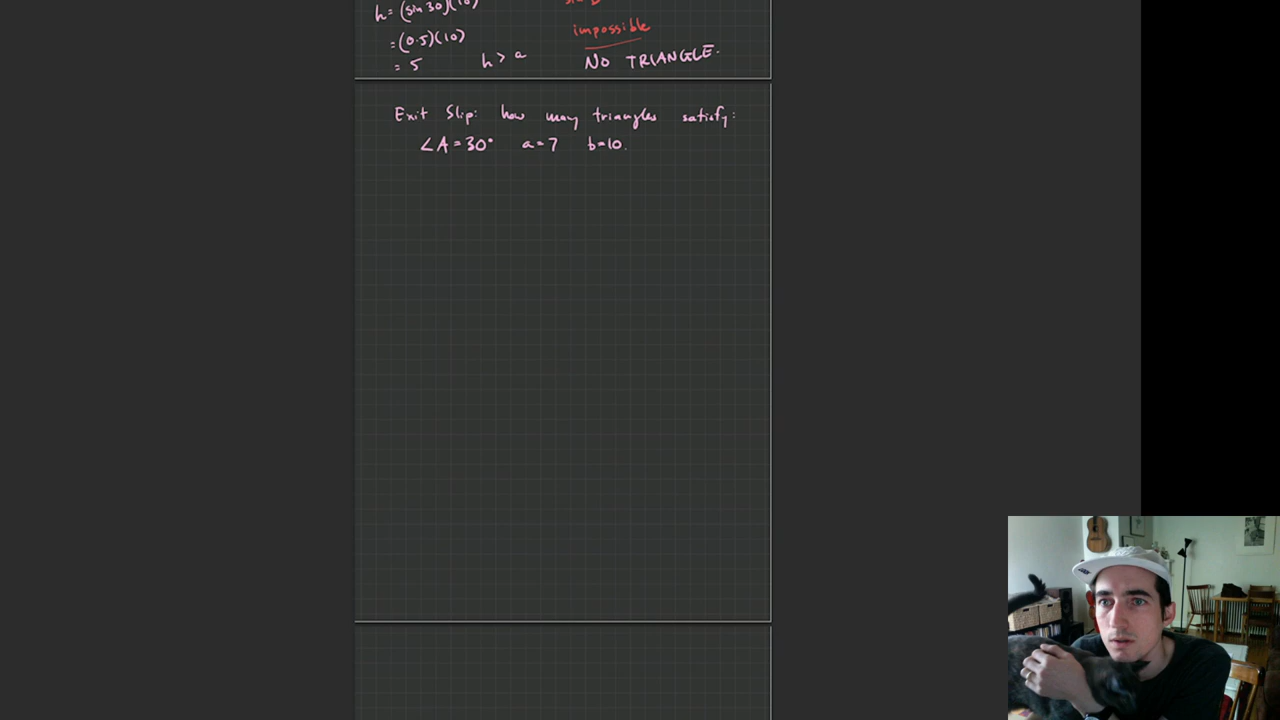 h = (sin 30)(10)
= (0.5)(10)
= 5
h > a
impossible
NO TRIANGLE.
Exit Slip: how many triangles satisfy:
∠A = 30° a = 7 b = 10.